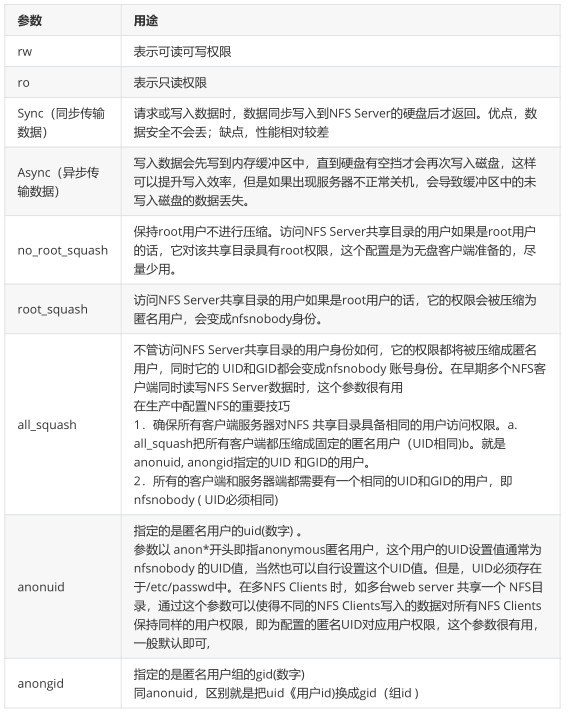 参数 用途
rw 表示可读可写权限
ro 表示只读权限
Sync（同步传输
数据）
请求或写入数据时，数据同步写入到NFS Server的硬盘后才返回。优点，数
据安全不会丢；缺点，性能相对较差
Async（异步传
输数据）
写入数据会先写到内存缓冲区中，直到硬盘有空挡才会再次写入磁盘，这样
可以提升写入效率，但是如果出现服务器不正常关机，会导致缓冲区中的未
写入磁盘的数据丢失。
no_root_squash
保持root用户不进行压缩。访问NFS Server共享目录的用户如果是root用户
的话，它对该共享目录具有root权限，这个配置是为无盘客户端准备的，尽
量少用。
root_squash
访问NFS Server共享目录的用户如果是root用户的话，它的权限会被压缩为
匿名用户，会变成nfsnobody身份。
all_squash
不管访问NFS Server共享目录的用户身份如何，它的权限都将被压缩成匿名
用户，同时它的 UID和GID都会变成nfsnobody 账号身份。在早期多个NFS客
户端同时读写NFS Server数据时，这个参数很有用
在生产中配置NFS的重要技巧
1．确保所有客户端服务器对NFS 共享目录具备相同的用户访问权限。a.
all_squash把所有客户端都压缩成固定的匿名用户（UID相同)b。就是
anonuid, anongid指定的UID 和GID的用户。
2．所有的客户端和服务器端都需要有一个相同的UID和GID的用户，即
nfsnobody ( UID必须相同)
anonuid
指定的是匿名用户的uid(数字) 。
参数以 anon*开头即指anonymous匿名用户，这个用户的UID设置值通常为
nfsnobody 的UID值，当然也可以自行设置这个UID值。但是，UID必须存在
于/etc/passwd中。在多NFS Clients 时，如多台web server 共享一个 NFS目
录，通过这个参数可以使得不同的NFS Clients写入的数据对所有NFS Clients
保持同样的用户权限，即为配置的匿名UID对应用户权限，这个参数很有用，
一般默认即可,
anongid
指定的是匿名用户组的gid(数字)
同anonuid，区别就是把uid《用户id)换成gid（组id ）